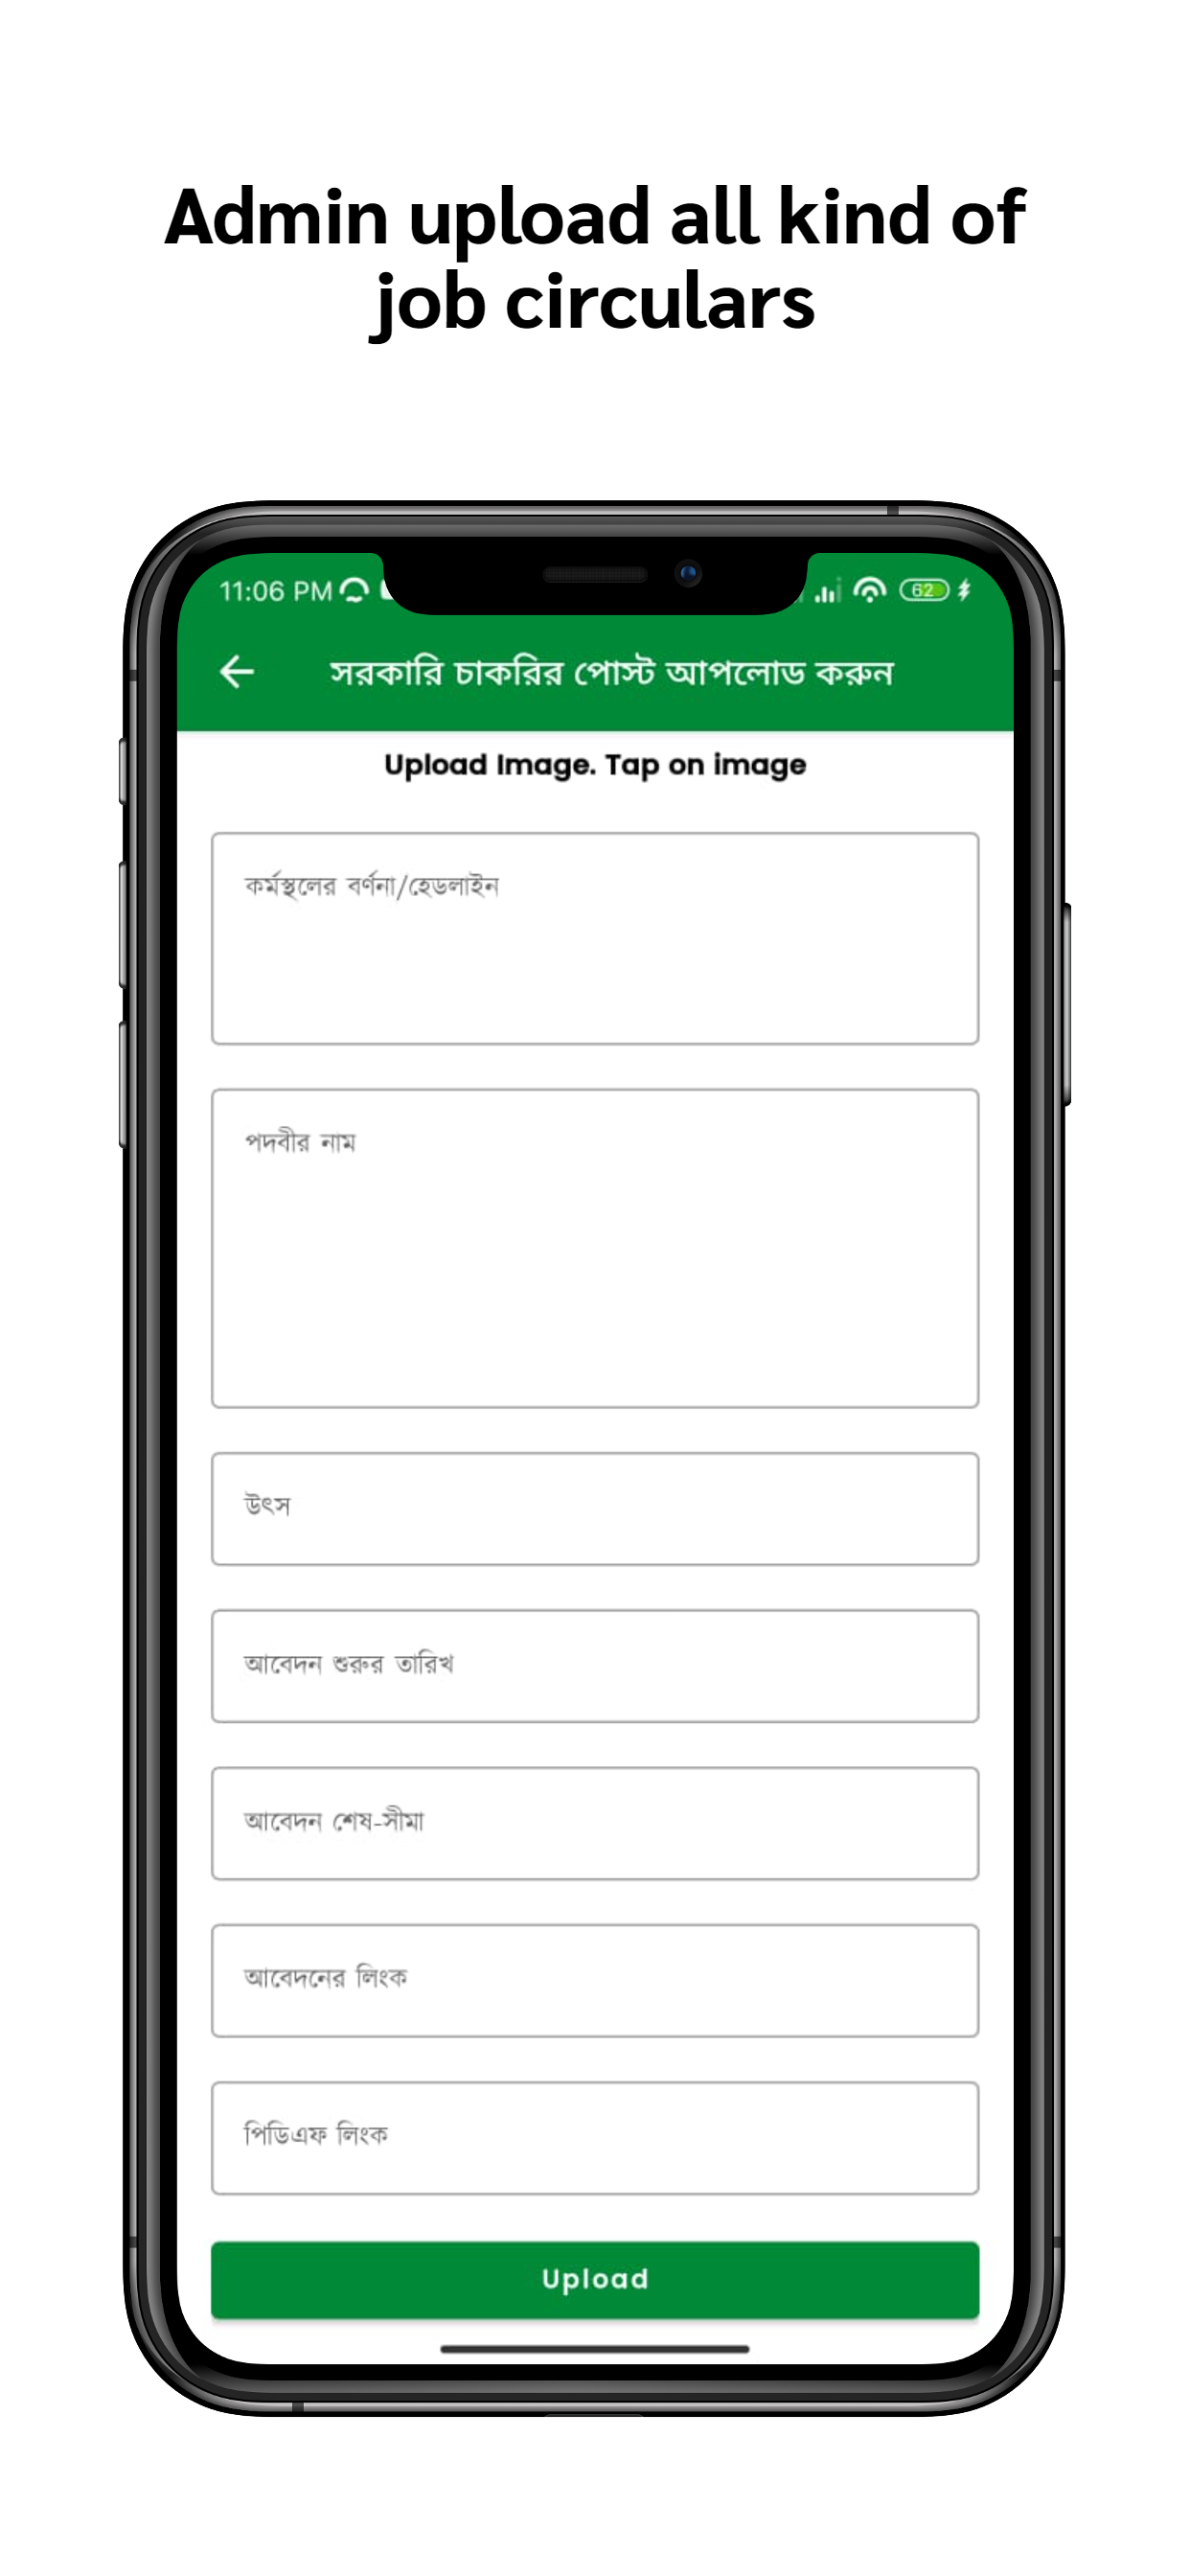 Admin upload all kind of
job circulars
11:06 PM
62
সরকারি চাকরির পোস্ট আপলোড করুন
Upload Image. Tap on image
কর্মস্থলের বর্ণনা/হেডলাইন
পদবীর নাম
উৎস
আবেদন শুরুর তারিখ
আবেদন শেষ-সীমা
আবেদনের লিংক
পিডিএফ লিংক
Upload